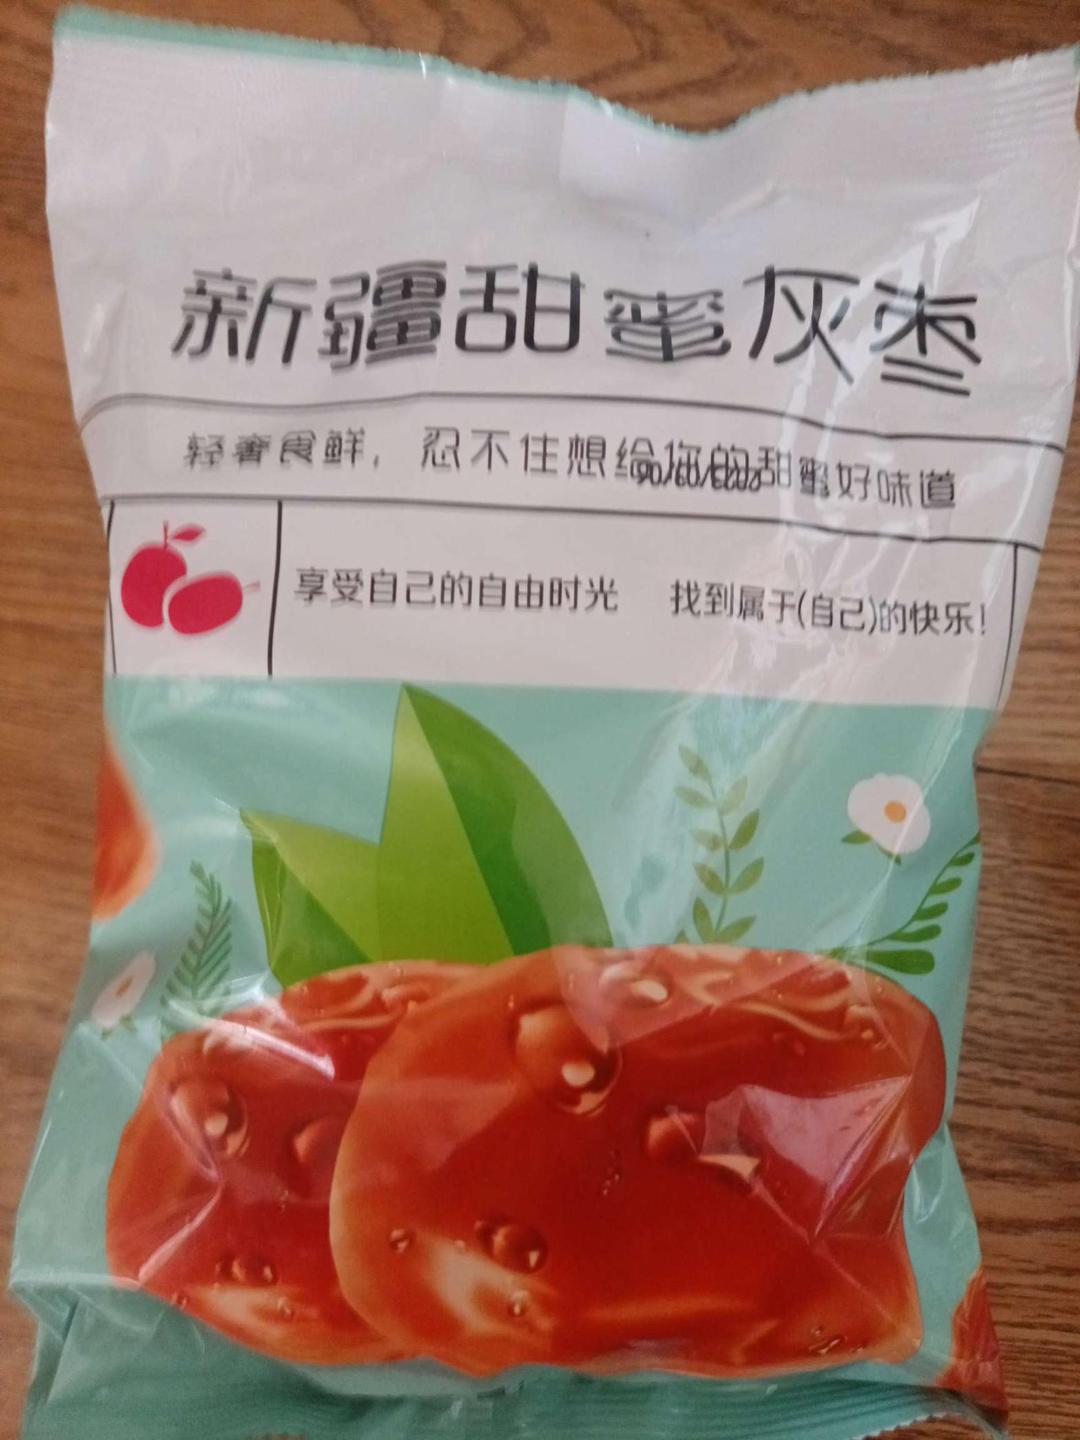 新疆甜蜜灰枣
轻奢食鲜，忍不住想给你的甜蜜好味道
享受自己的自由时光 找到属于(自己)的快乐！